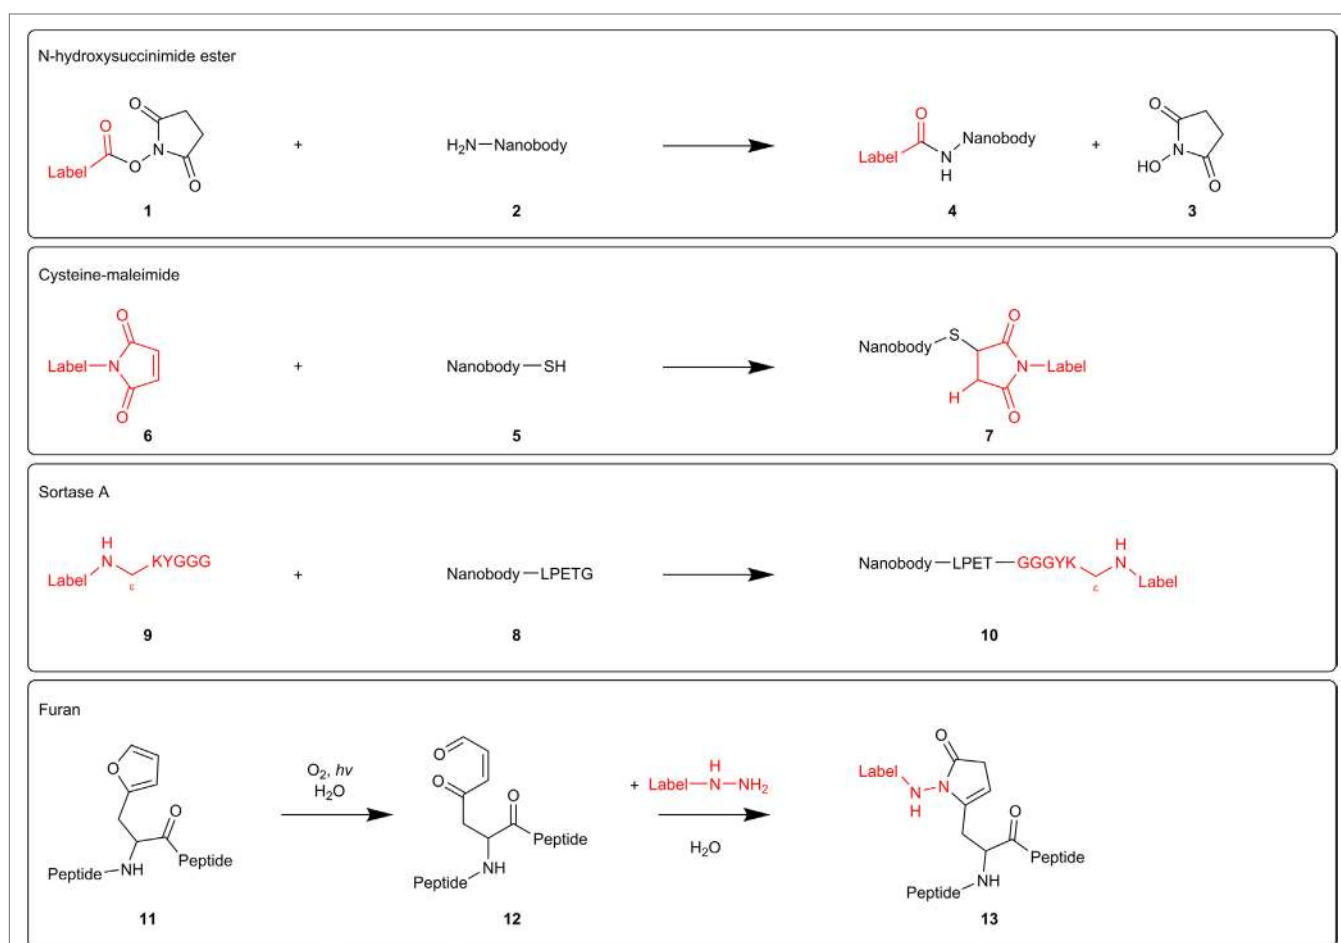 N-hydroxysuccinimide ester
O
O
O
N
O
O
Label
+
H2N—Nanobody
O
Label
N
H
Nanobody
+
O
N
HO
O
1
2
4
3
Cysteine-maleimide
O
Label—N
O
+
Nanobody—SH
Nanobody
S
O
N—Label
H
O
6
5
7
Sortase A
H
N
Label
ε
KYGGG
+
Nanobody—LPETG
Nanobody—LPET—GGGYK
ε
H
N
Label
9
8
10
Furan
O
O
Peptide
NH
Peptide
O2, hv
H2O
O
O
O
Peptide
NH
Peptide
+ Label—N—NH2
H
H2O
O
Label
N
H
N
O
Peptide
NH
Peptide
11
12
13